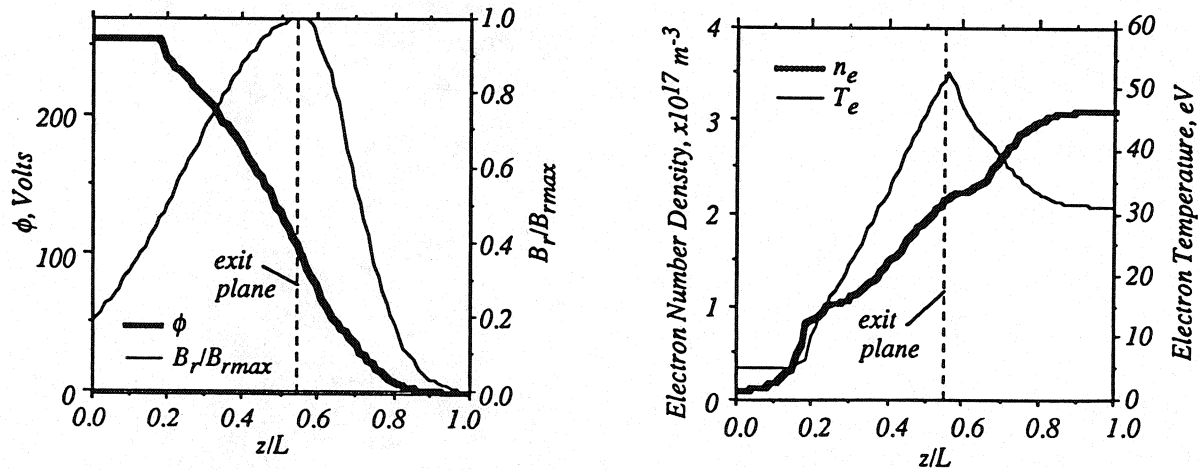 200
100
0
ϕ, Volts
1.0
0.8
0.6
0.4
0.2
0.0
B_r/B_rmax
exit
plane
ϕ
B_r/B_rmax
0.0 0.2 0.4 0.6 0.8 1.0
z/L
4
3
2
1
0
Electron Number Density, x10^17 m^-3
60
50
40
30
20
10
0
Electron Temperature, eV
n_e
T_e
exit
plane
0.0 0.2 0.4 0.6 0.8 1.0
z/L